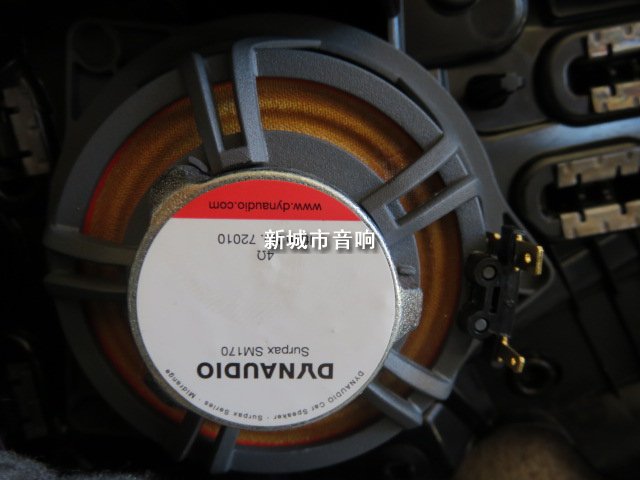 DYNAUDIO Car Speaker · Surpax Series · Midrange
DYNAUDIO
Surpax SM170
4Ω
72010
www.dynaudio.com
新城市音响